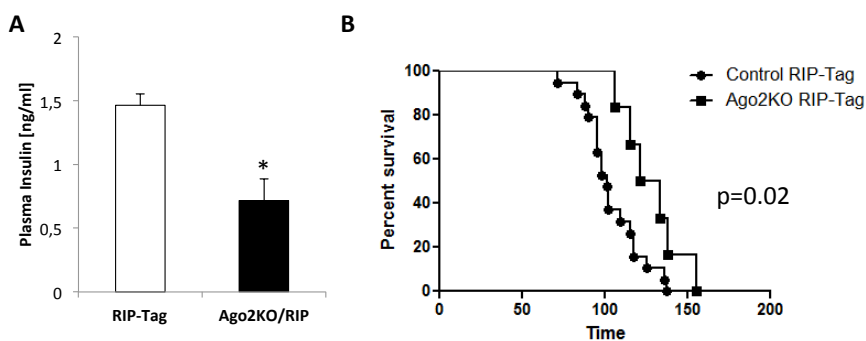 A
Plasma Insulin [ng/ml]
2
1,5
1
0,5
0
*
RIP-Tag
Ago2KO/RIP
B
Percent survival
100
80
60
40
20
0
0
50
100
150
200
Time
Control RIP-Tag
Ago2KO RIP-Tag
p=0.02